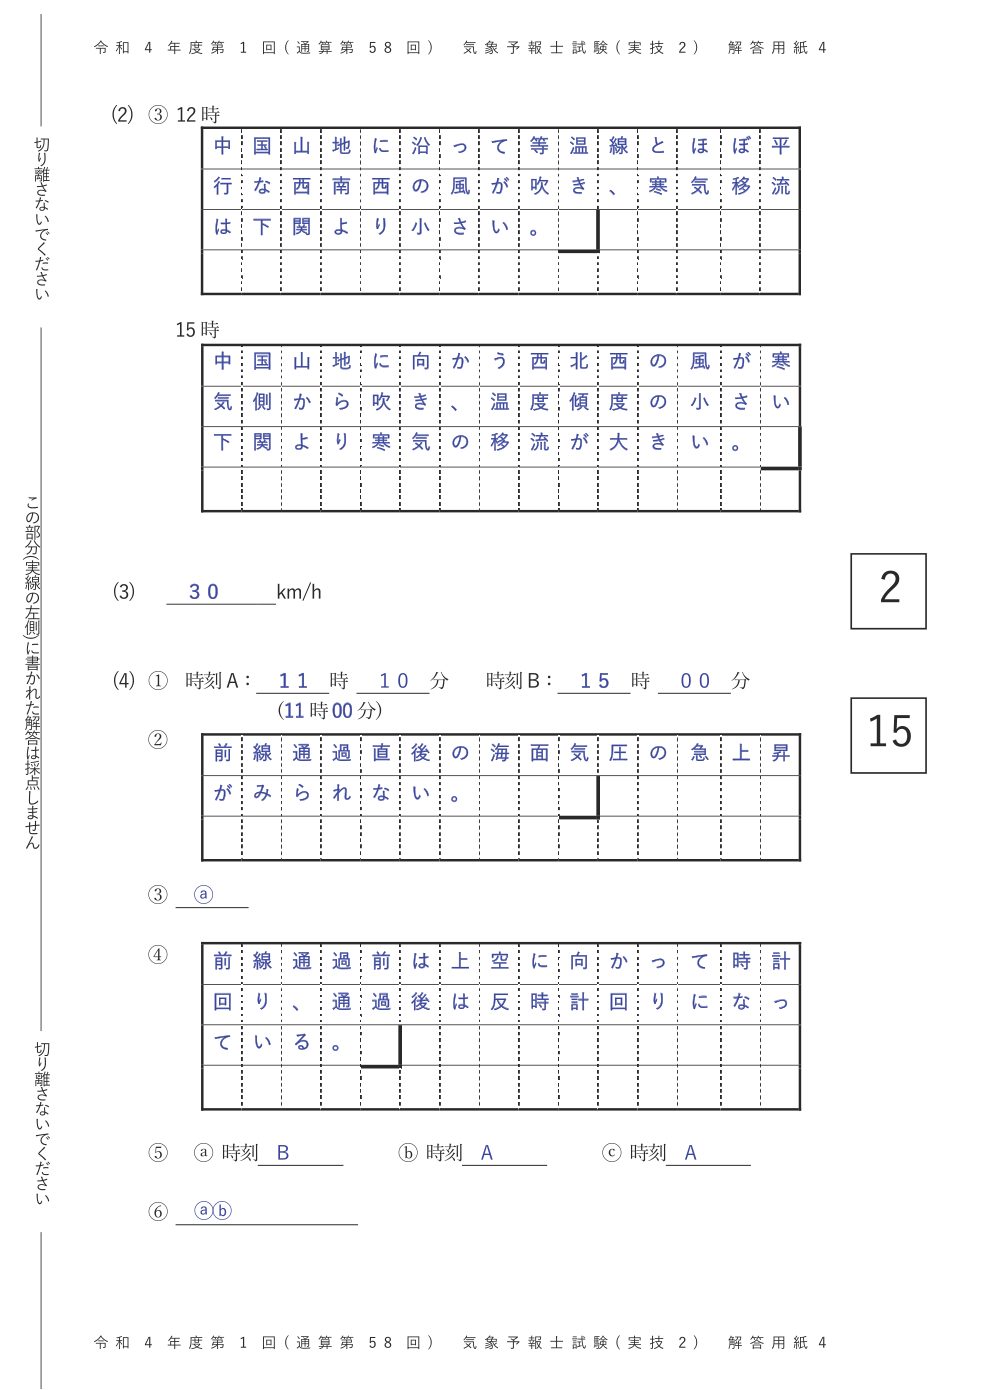 令和4年度第1回(通算第58回) 気象予報士試験(実技2) 解答用紙4
(2) ③ 12時
中国山地に沿って等温線とほぼ平
行な西南西の風が吹き、寒気移流
は下関より小さい。
15時
中国山地に向かう西北西の風が寒
気側から吹き、温度傾度の小さい
下関より寒気の移流が大きい。
(3) 30 km/h
2
(4) ① 時刻A: 11時10分 時刻B: 15時00分
(11時00分)
15
② 前線通過直後の海面気圧の急上昇
がみられない。
③ ⓐ
④ 前線通過前は上空に向かって時計
回り、通過後は反時計回りになっ
ている。
⑤ ⓐ 時刻 B ⓑ 時刻 A ⓒ 時刻 A
⑥ ⓐⓑ
令和4年度第1回(通算第58回) 気象予報士試験(実技2) 解答用紙4
切り離さないでください
この部分(実線の左側)に書かれた解答は採点しません
切り離さないでください